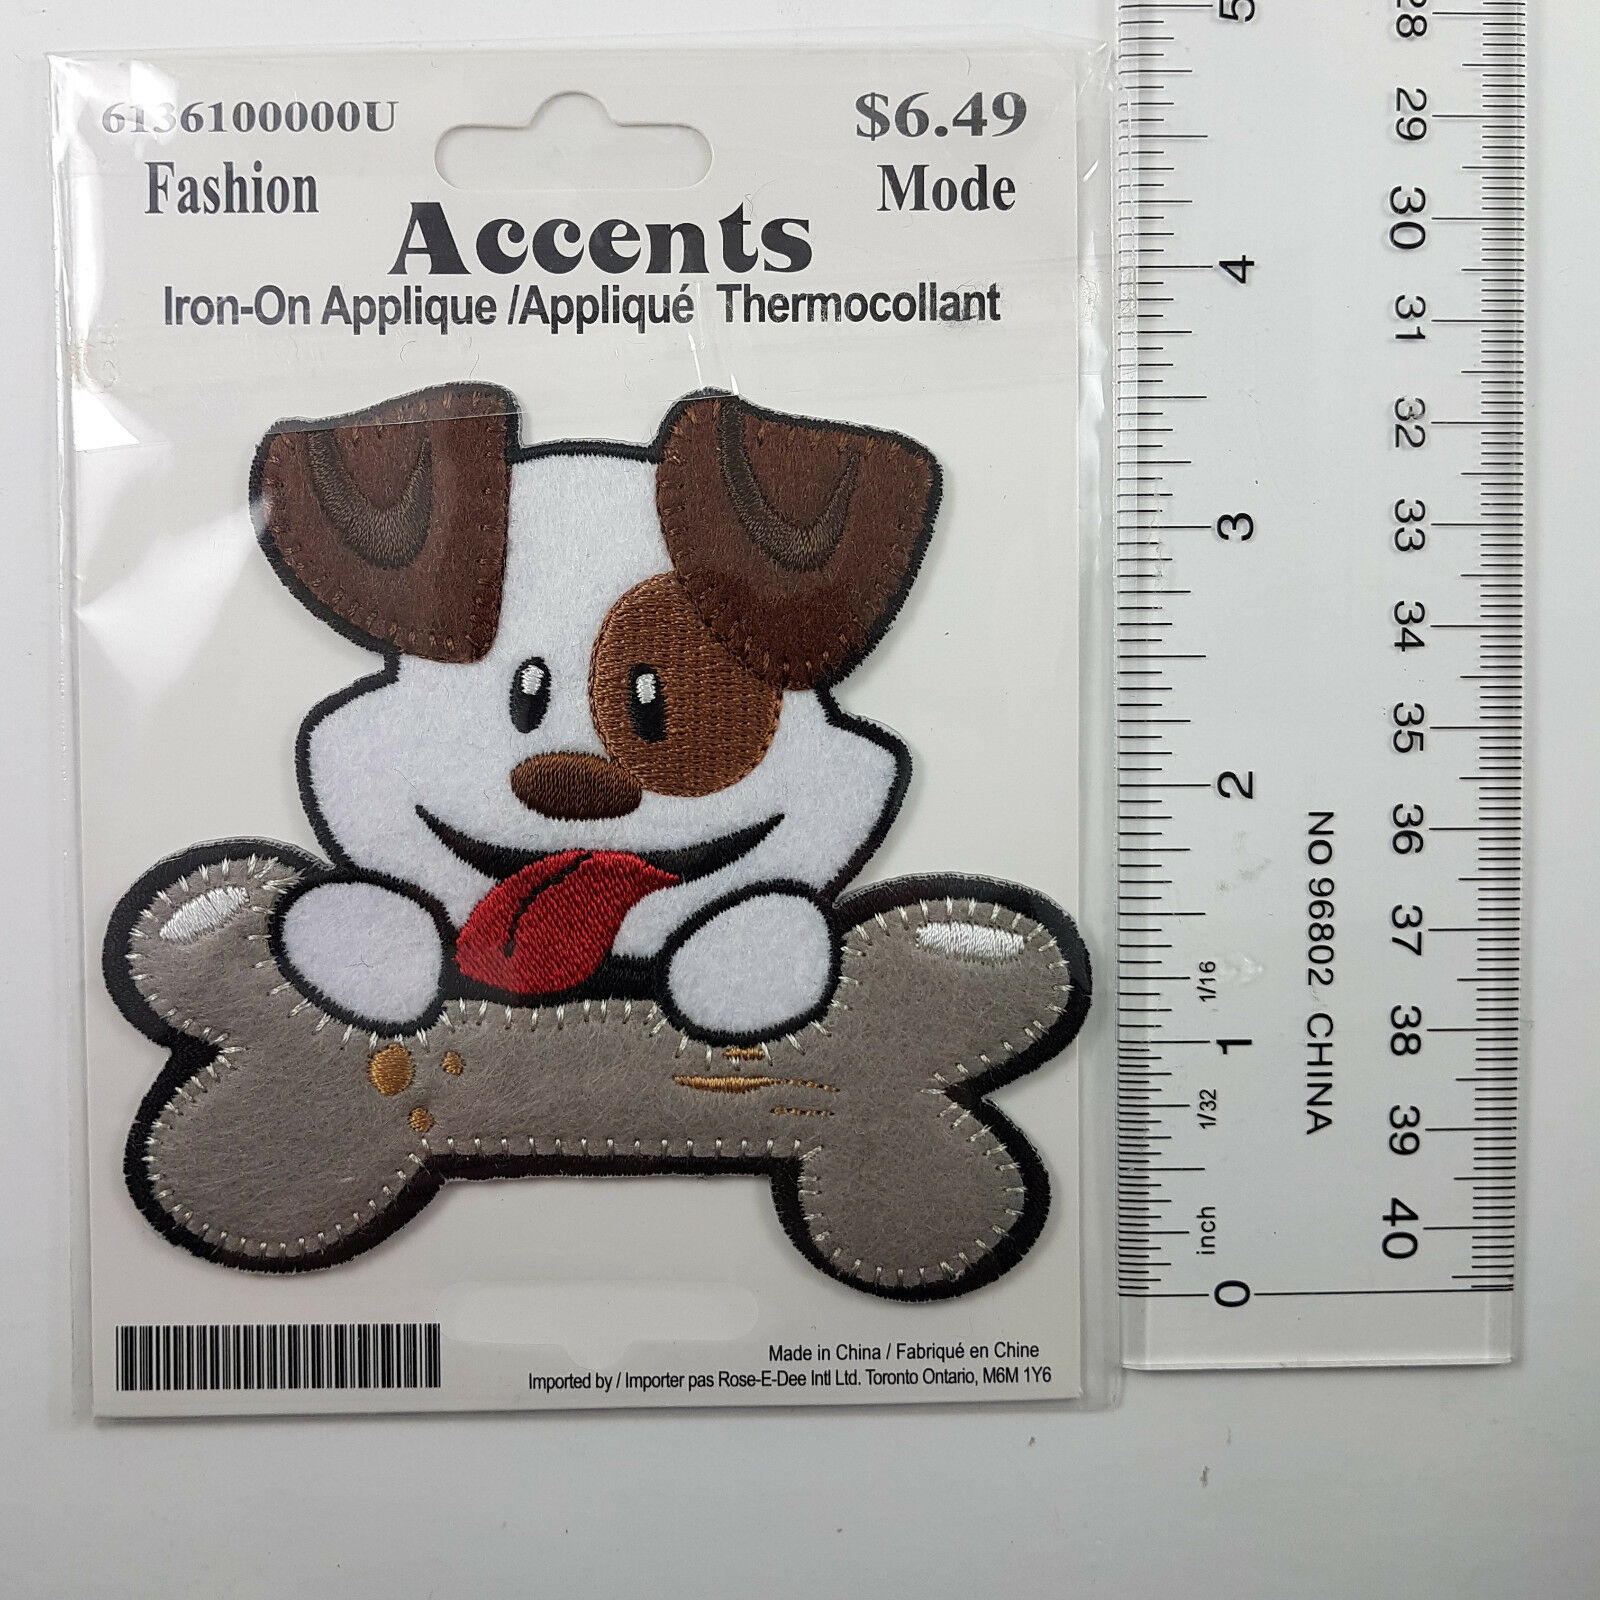 6136100000U
$6.49
Fashion
Mode
Accents
Iron-On Applique /Appliqué Thermocollant
Made in China / Fabriqué en Chine
Imported by / Importer pas Rose-E-Dee Intl Ltd. Toronto Ontario, M6M 1Y6
5
4
3
2
1
0
1/16
1/32
inch
NO 96802 CHINA
28
29
30
31
32
33
34
35
36
37
38
39
40